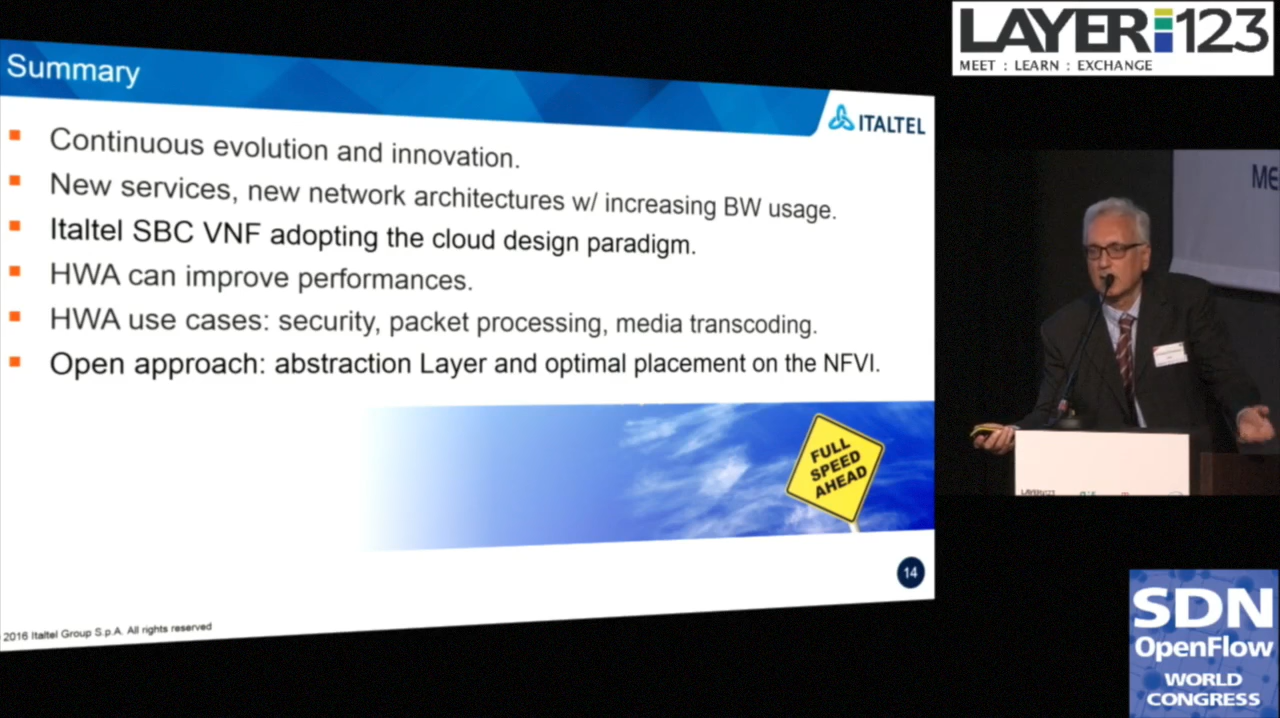 Summary
ITALTEL
Continuous evolution and innovation.
New services, new network architectures w/ increasing BW usage.
Italtel SBC VNF adopting the cloud design paradigm.
HWA can improve performances.
HWA use cases: security, packet processing, media transcoding.
Open approach: abstraction Layer and optimal placement on the NFVI.
FULL
SPEED
AHEAD
14
2016 Italtel Group S.p.A. All rights reserved
LAYER123
MEET : LEARN : EXCHANGE
ME
LAYER123
SDN
OpenFlow
WORLD
CONGRESS